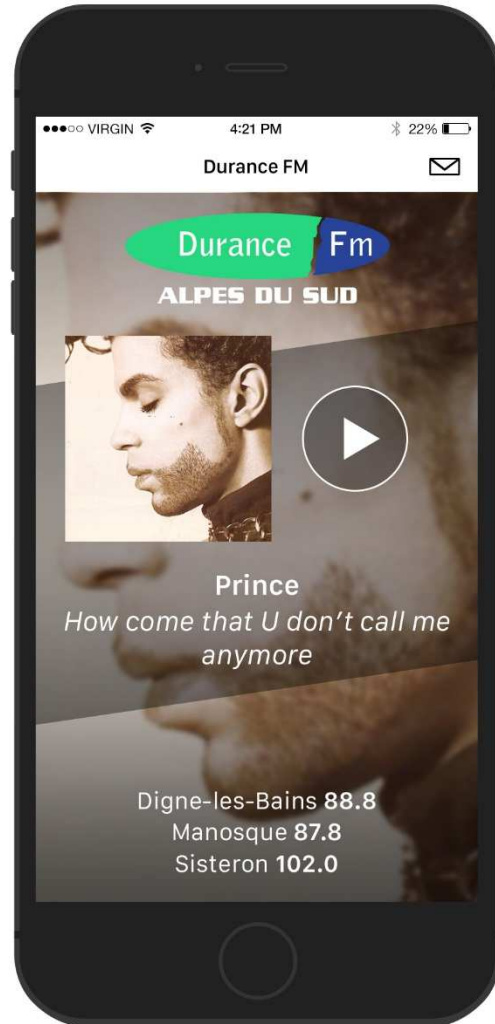 VIRGIN 4:21 PM 22%
Durance FM
Durance Fm
ALPES DU SUD
Prince
How come that U don't call me
anymore
Digne-les-Bains 88.8
Manosque 87.8
Sisteron 102.0